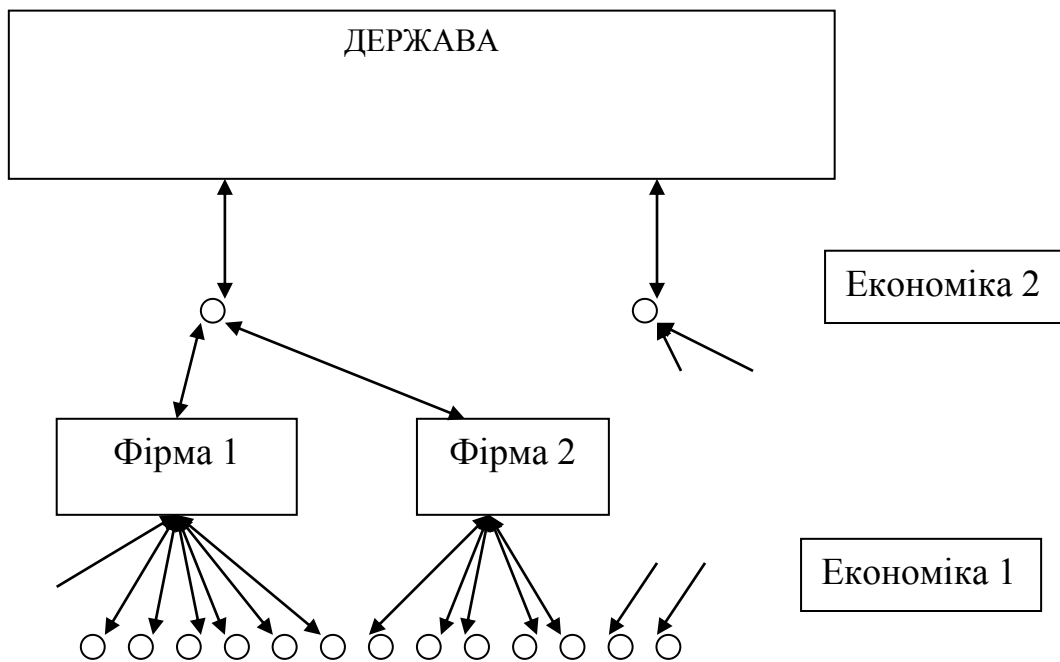 ДЕРЖАВА
Економіка 2
Фірма 1
Фірма 2
Економіка 1